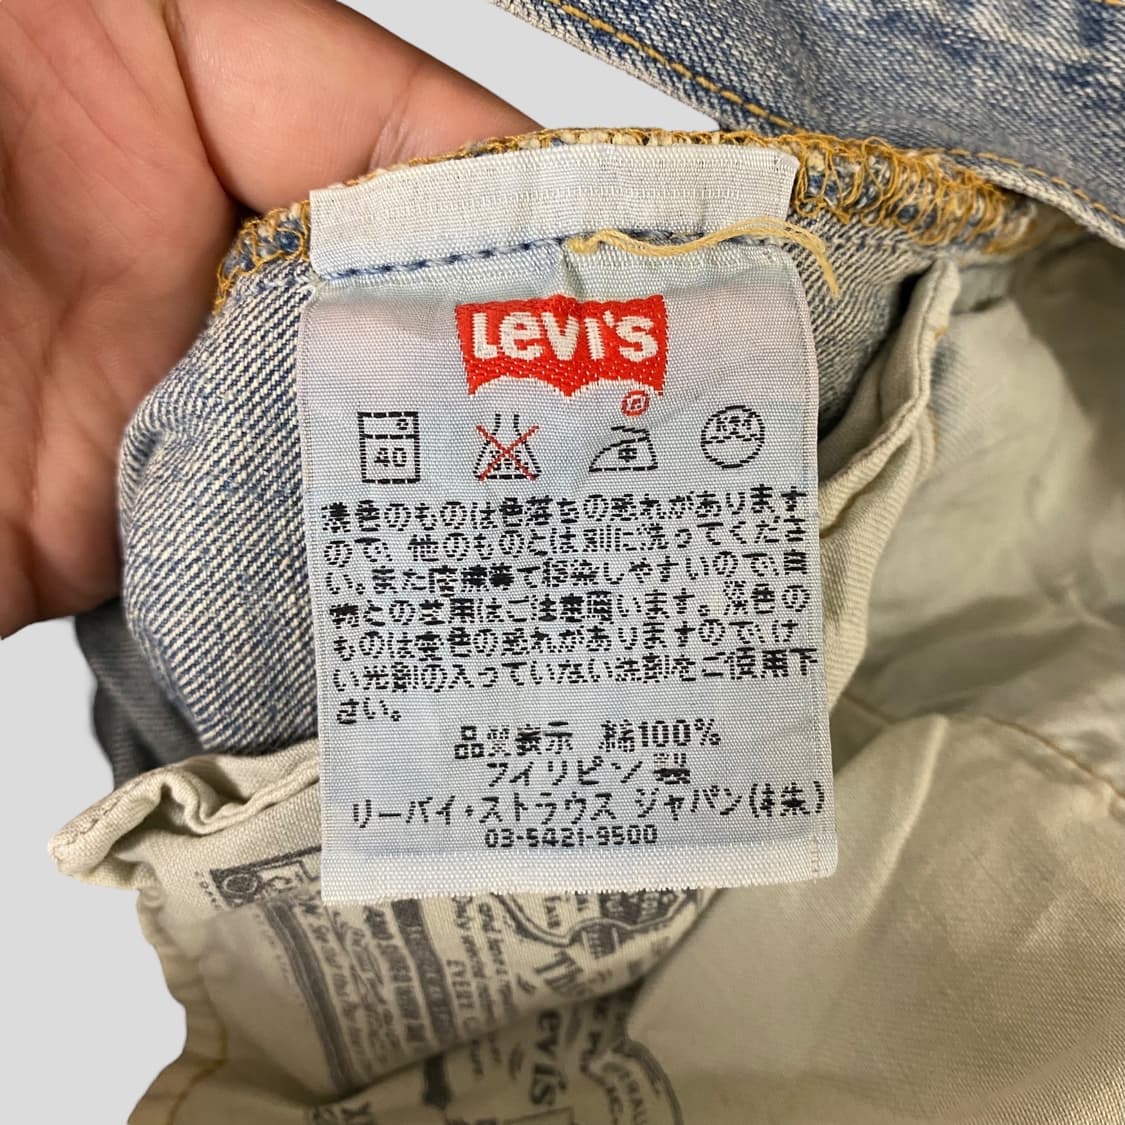 Levi's
40
濃色のものは色落ちの恐れがあります
ので、他のものとは別に洗ってくださ
い。また摩擦等で移染しやすいので、白
物との芝用はご注意願います。淡色の
ものは変色の恐れがありますのでけ
い光剤の入っていない洗剤をご使用下
さい。
品質表示 綿100%
フィリピン製
リーバイ・ストラウス ジャパン(株)
03-5421-9500
EVERY